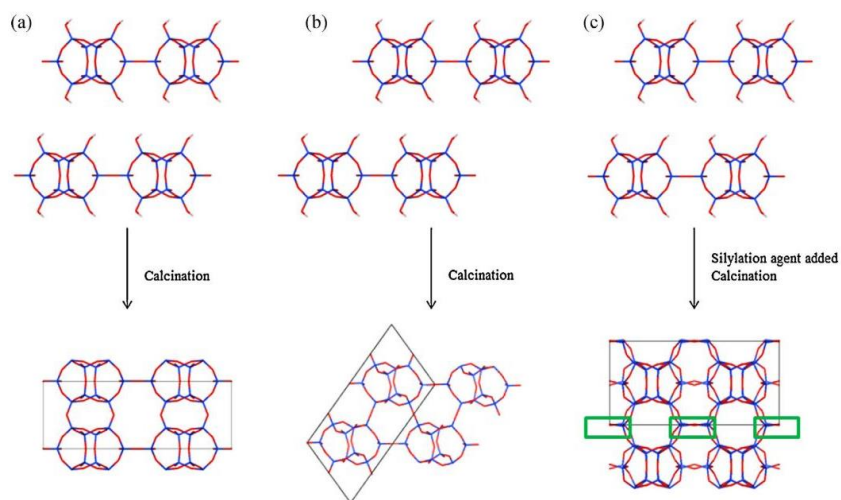 (a)
(b)
(c)
Calcination
Calcination
Silylation agent added
Calcination